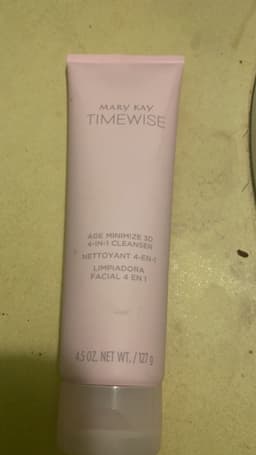 MARY KAY
TIMEWISE
AGE MINIMIZE 3D
4-IN-1 CLEANSER
NETTOYANT 4-EN-1
LIMPIADORA
FACIAL 4 EN 1
4.5 OZ. NET WT. / 127 g